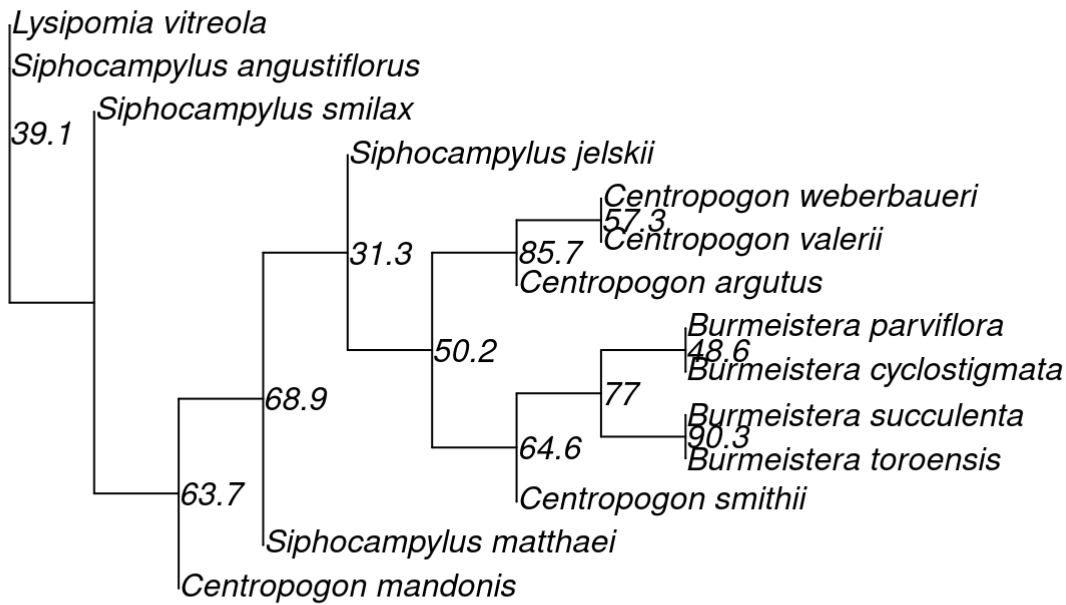 Lysipomia vitreola
Siphocampylus angustiflorus
Siphocampylus smilax
39.1
Siphocampylus jelskii
Centropogon weberbaueri
57.3
Centropogon valerii
31.3
85.7
Centropogon argutus
Burmeistera parviflora
50.2
48.6
Burmeistera cyclostigmata
68.9
77
Burmeistera succulenta
90.3
64.6
Burmeistera toroensis
63.7
Centropogon smithii
Siphocampylus matthaei
Centropogon mandonis